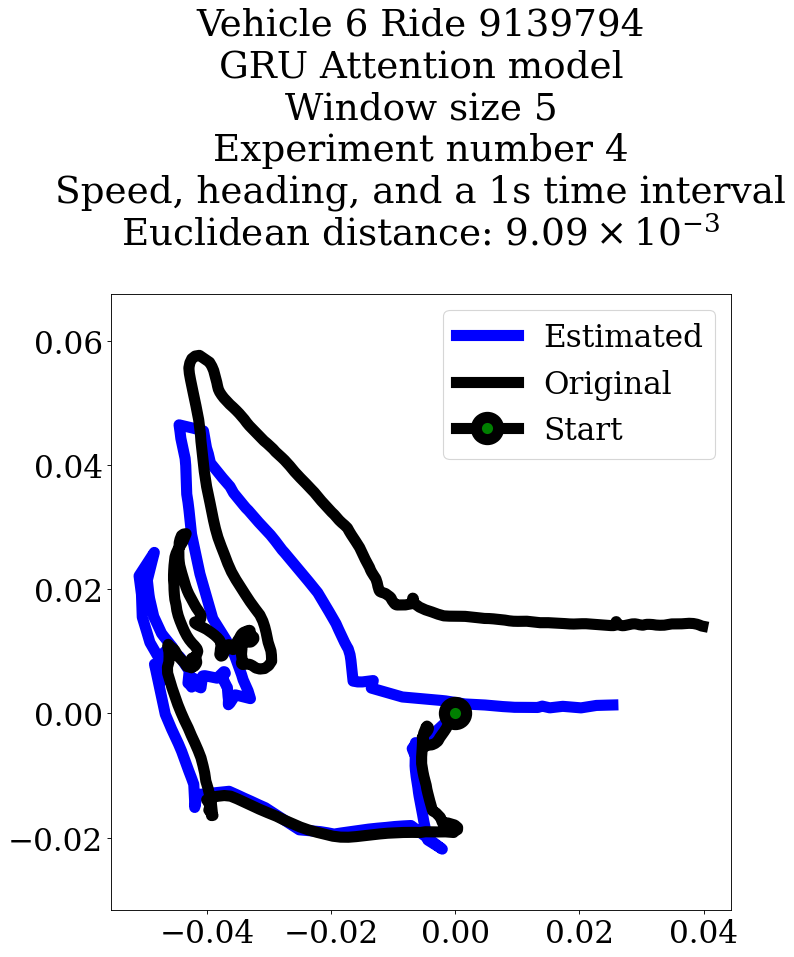 Vehicle 6 Ride 9139794
GRU Attention model
Window size 5
Experiment number 4
Speed, heading, and a 1s time interval
Euclidean distance: 9.09 × 10⁻³
Estimated
Original
Start
0.06
0.04
0.02
0.00
−0.02
−0.04
−0.02
0.00
0.02
0.04